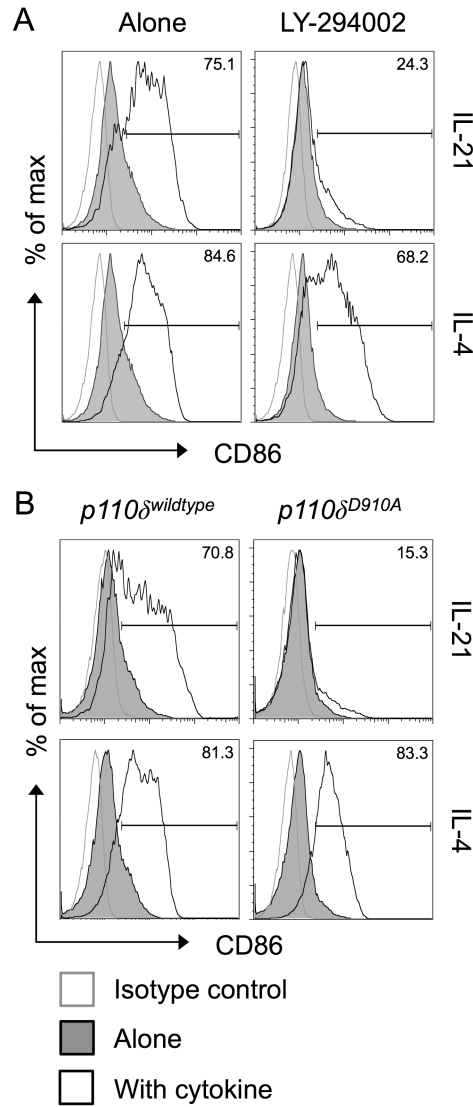 A
Alone LY-294002
75.1 24.3
IL-21
% of max
84.6 68.2
IL-4
CD86
B
p110δwildtype p110δD910A
70.8 15.3
IL-21
% of max
81.3 83.3
IL-4
CD86
Isotype control
Alone
With cytokine